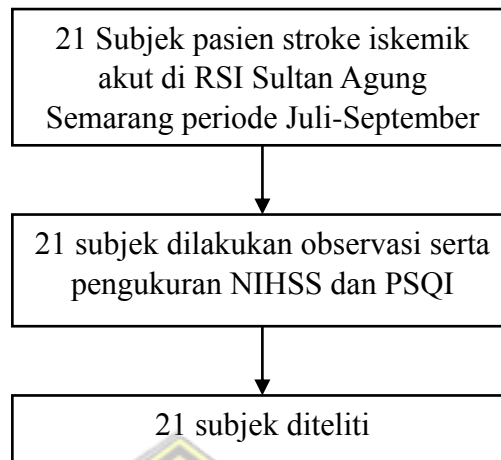 21 Subjek pasien stroke iskemik
akut di RSI Sultan Agung
Semarang periode Juli-September
21 subjek dilakukan observasi serta
pengukuran NIHSS dan PSQI
21 subjek diteliti